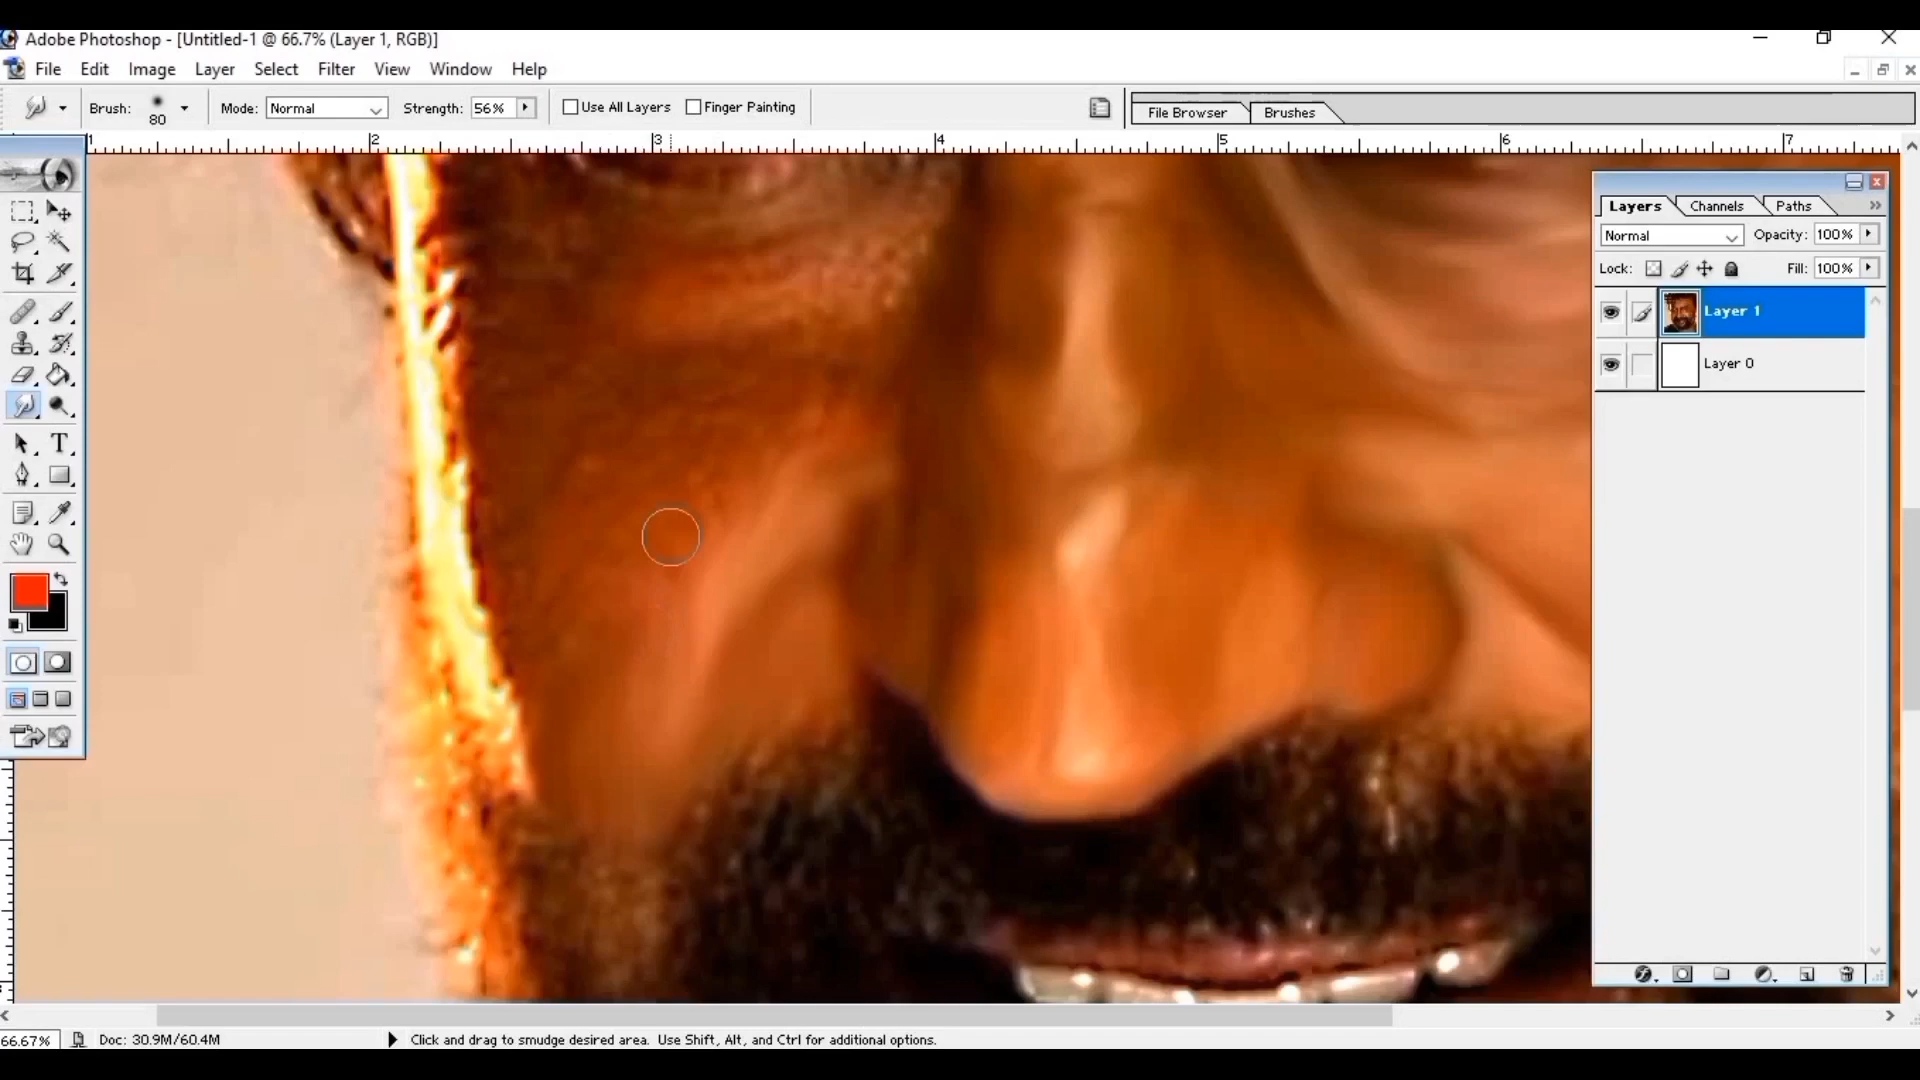 Adobe Photoshop - [Untitled-1 @ 66.7% (Layer 1, RGB)]
File Edit Image Layer Select Filter View Window Help
Brush: 80 Mode: Normal Strength: 56% Use All Layers Finger Painting File Browser Brushes
1 2 3 4 5 6 7
Layers Channels Paths
Normal Opacity: 100%
Lock: Fill: 100%
Layer 1
Layer 0
T
66.67% Doc: 30.9M/60.4M Click and drag to smudge desired area. Use Shift, Alt, and Ctrl for additional options.